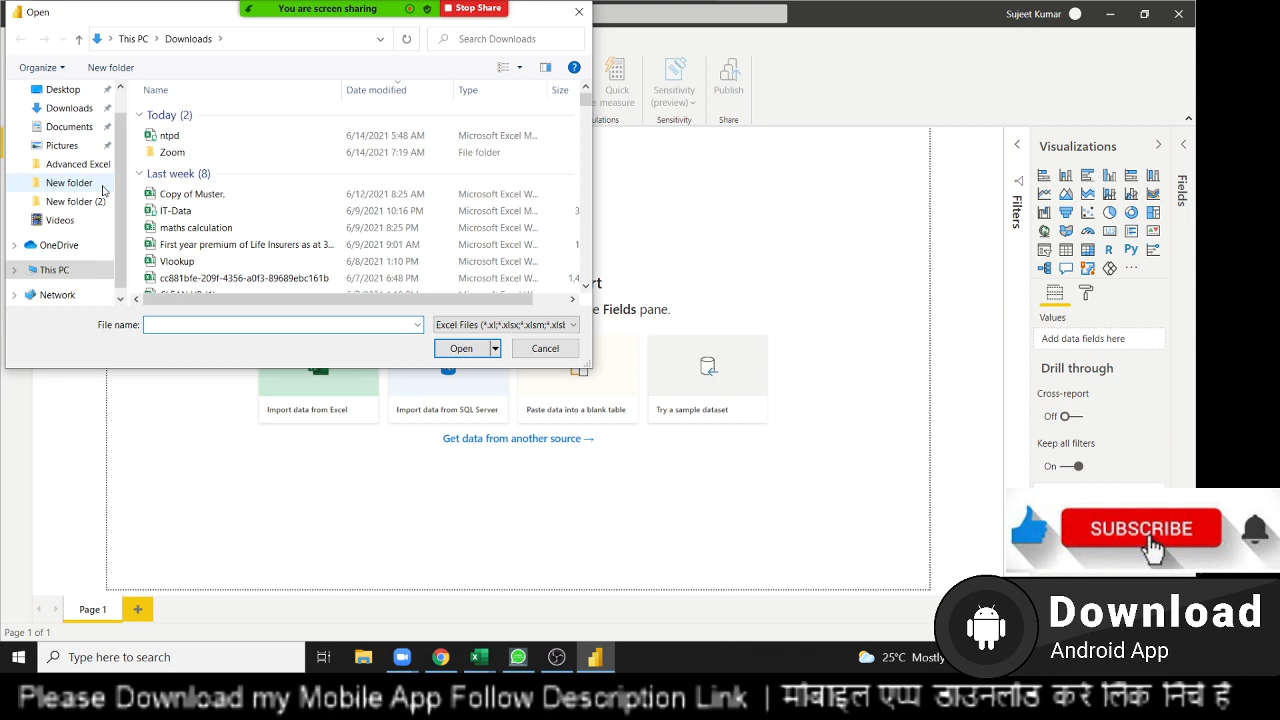 Open
You are screen sharing
Stop Share
Sujeet Kumar
This PC
Downloads
Search Downloads
Organize
New folder
Quick
measure
Sensitivity
(preview)
Publish
ulations
Sensitivity
Share
Name
Date modified
Type
Size
Desktop
Downloads
Documents
Pictures
Advanced Excel
New folder
New folder (2)
Videos
OneDrive
This PC
Network
Today (2)
ntpd 6/14/2021 5:48 AM Microsoft Excel M...
Zoom 6/14/2021 7:19 AM File folder
Last week (8)
Copy of Muster. 6/12/2021 8:25 AM Microsoft Excel W...
IT-Data 6/9/2021 10:16 PM Microsoft Excel M... 3
maths calculation 6/9/2021 8:25 PM Microsoft Excel W...
First year premium of Life Insurers as at 3... 6/9/2021 9:01 AM Microsoft Excel W... 1
Vlookup 6/8/2021 1:10 PM Microsoft Excel W...
cc881bfe-209f-4356-a0f3-89689ebc161b 6/7/2021 6:48 PM Microsoft Excel W... 1,4
File name:
Excel Files (*.xl;*.xlsx;*.xlsm;*.xlsb
Open
Cancel
rt
e Fields pane.
Import data from Excel
Import data from SQL Server
Paste data into a blank table
Try a sample dataset
Get data from another source →
Filters
Visualizations
Fields
R
Py
Values
Add data fields here
Drill through
Cross-report
Off
Keep all filters
On
SUBSCRIBE
Page 1
+
Page 1 of 1
Download
Android App
Type here to search
25°C Mostly
Please Download my Mobile App Follow Description Link | मोबाइल एप्प डाउनलोड करे लिंक निचे है